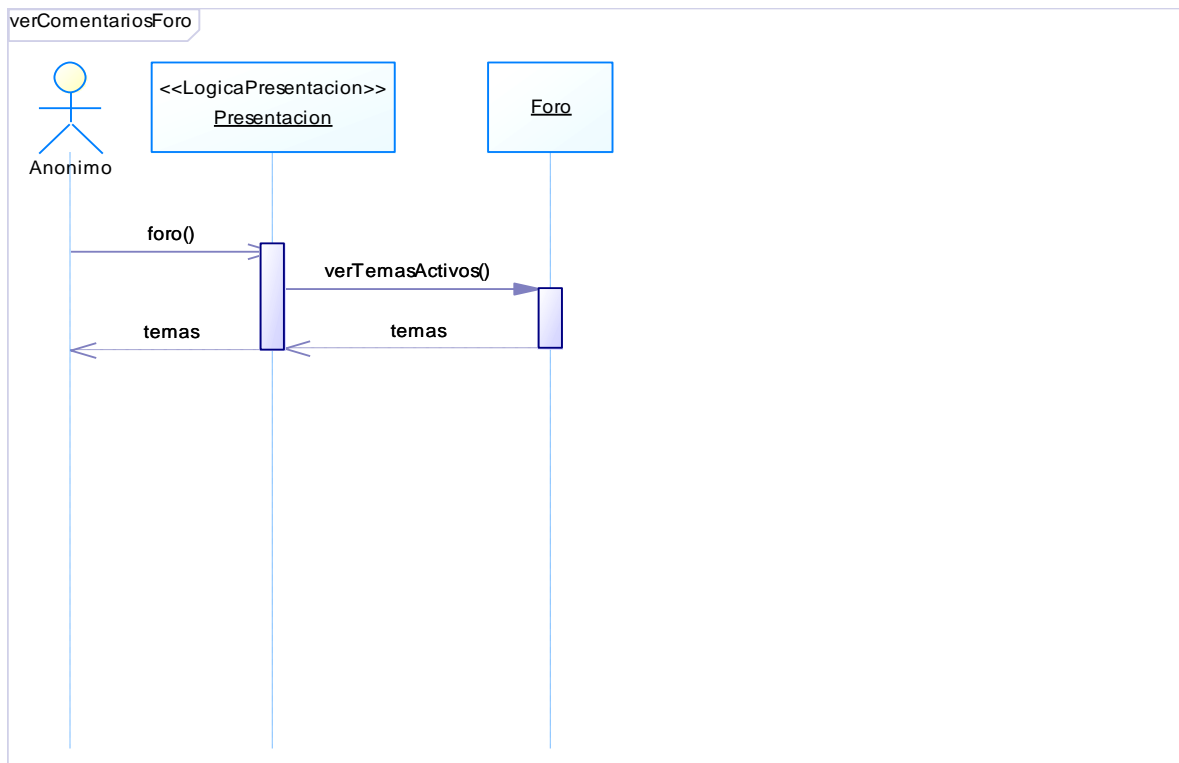 verComentariosForo
<<LogicaPresentacion>>
Presentacion
Foro
Anonimo
foro()
verTemasActivos()
temas
temas